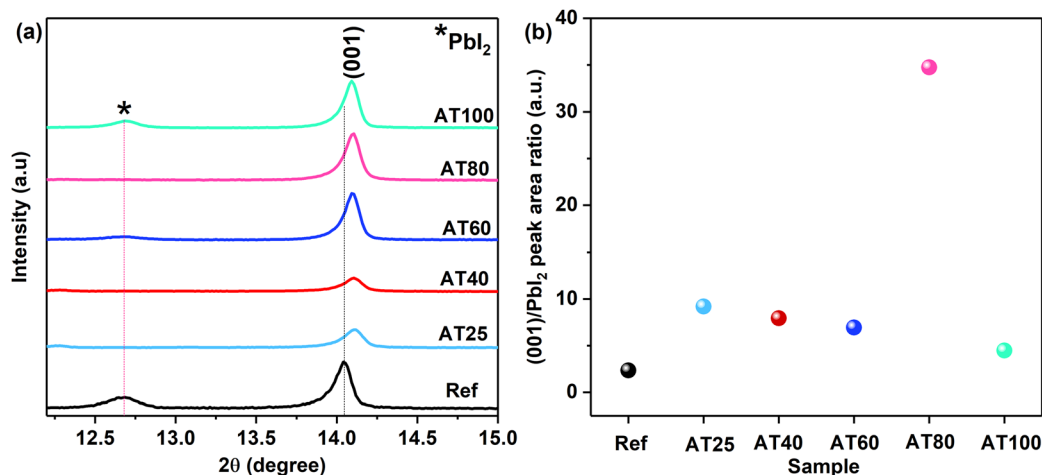 (a)
*PbI₂
(001)
*
AT100
AT80
AT60
AT40
AT25
Ref
Intensity (a.u)
12.5 13.0 13.5 14.0 14.5 15.0
2θ (degree)
(b)
40
30
20
10
0
(001)/PbI₂ peak area ratio (a.u.)
Ref AT25 AT40 AT60 AT80 AT100
Sample